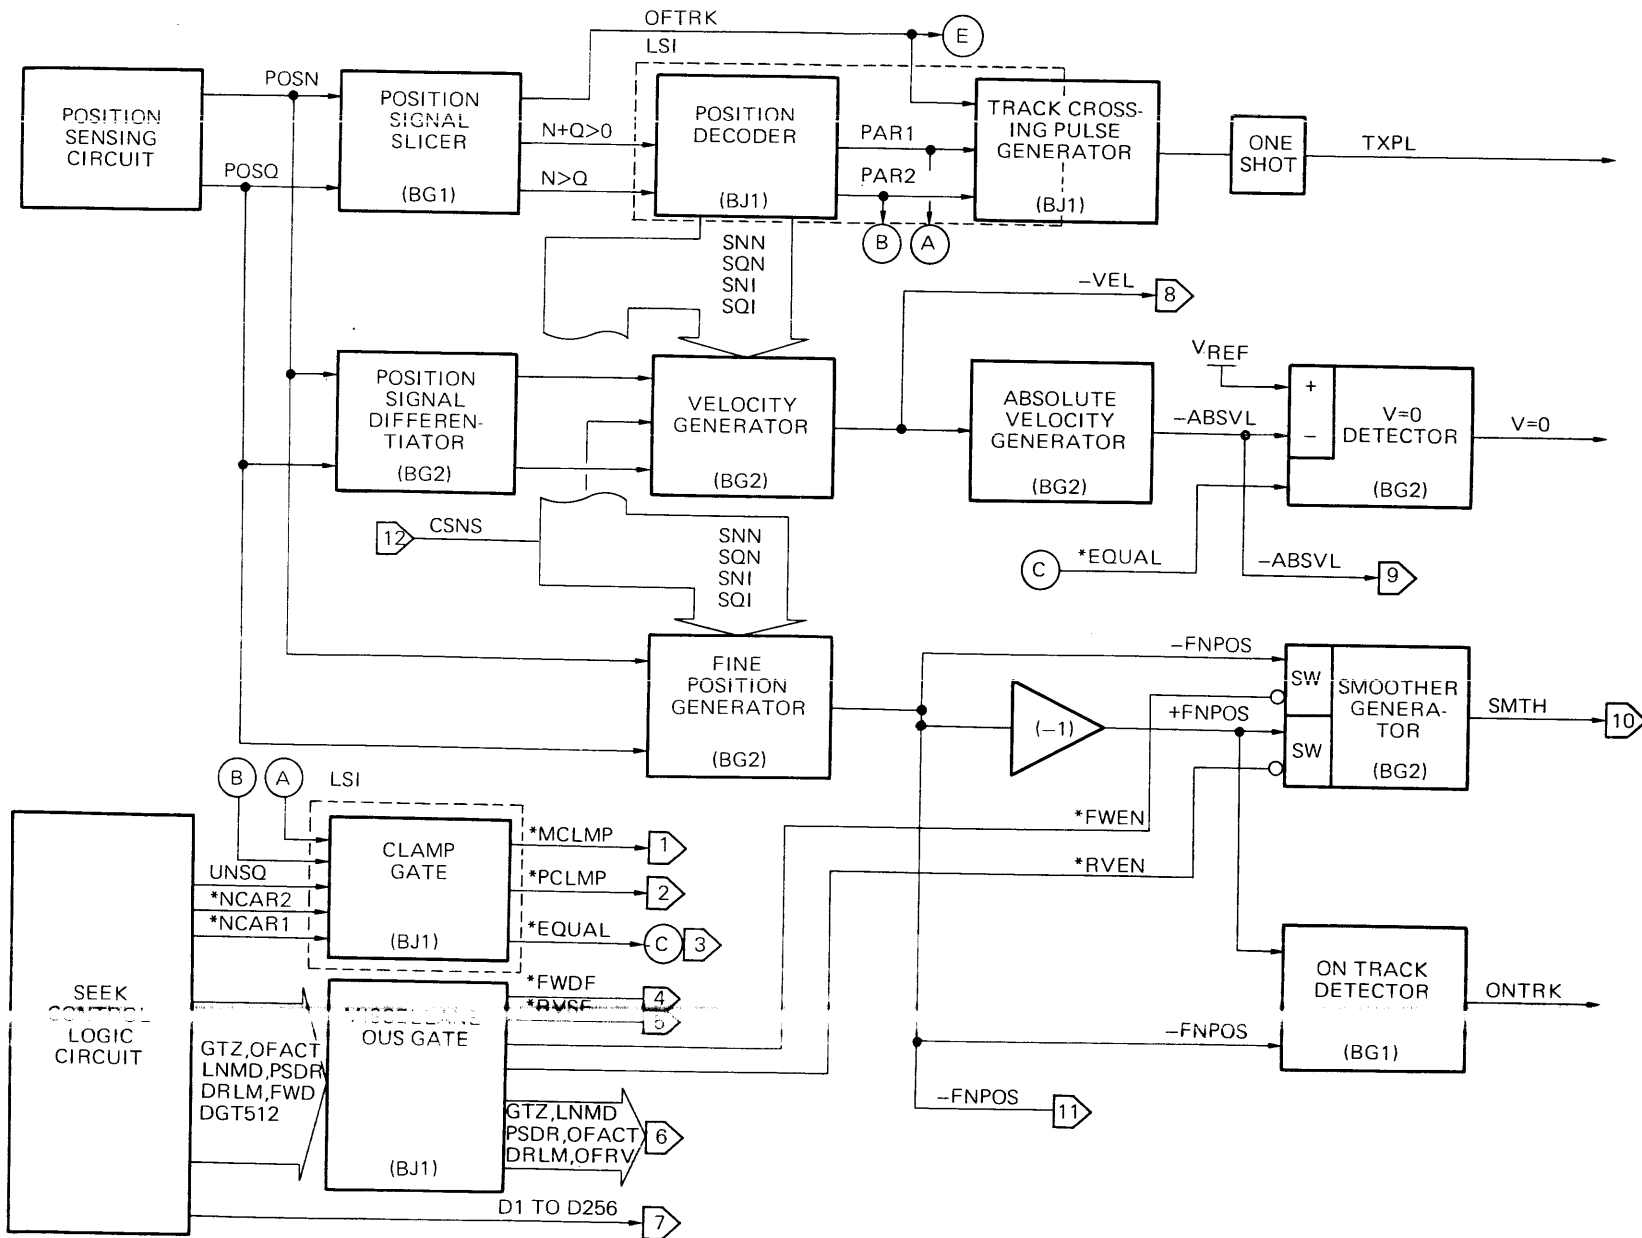 OFTRK
E
LSI
POSN
POSITION
SENSING
CIRCUIT
POSQ
POSITION
SIGNAL
SLICER
(BG1)
N+Q>0
N>Q
POSITION
DECODER
(BJ1)
PAR1
PAR2
B
A
TRACK CROSS-
ING PULSE
GENERATOR
(BJ1)
ONE
SHOT
TXPL
SNN
SQN
SNI
SQI
-VEL
8
POSITION
SIGNAL
DIFFEREN-
TIATOR
(BG2)
VELOCITY
GENERATOR
(BG2)
ABSOLUTE
VELOCITY
GENERATOR
(BG2)
VREF
-ABSVL
+
-
V=0
DETECTOR
(BG2)
V=0
12
CSNS
SNN
SQN
SNI
SQI
C
*EQUAL
-ABSVL
9
FINE
POSITION
GENERATOR
(BG2)
-FNPOS
(-1)
+FNPOS
SW
SW
SMOOTHER
GENERA-
TOR
(BG2)
SMTH
10
B
A
LSI
*FWEN
*RVEN
UNSQ
*NCAR2
*NCAR1
CLAMP
GATE
(BJ1)
*MCLMP
1
*PCLMP
2
*EQUAL
C
3
SEEK
CONTROL
LOGIC
CIRCUIT
GTZ,OFACT
LNMD,PSDR
DRLM,FWD
DGT512
MISCELLANE
OUS GATE
(BJ1)
*FWDF
4
*RVSF
5
GTZ,LNMD
PSDR,OFACT
DRLM,OFRV
6
D1 TO D256
7
ON TRACK
DETECTOR
(BG1)
ONTRK
-FNPOS
-FNPOS
11